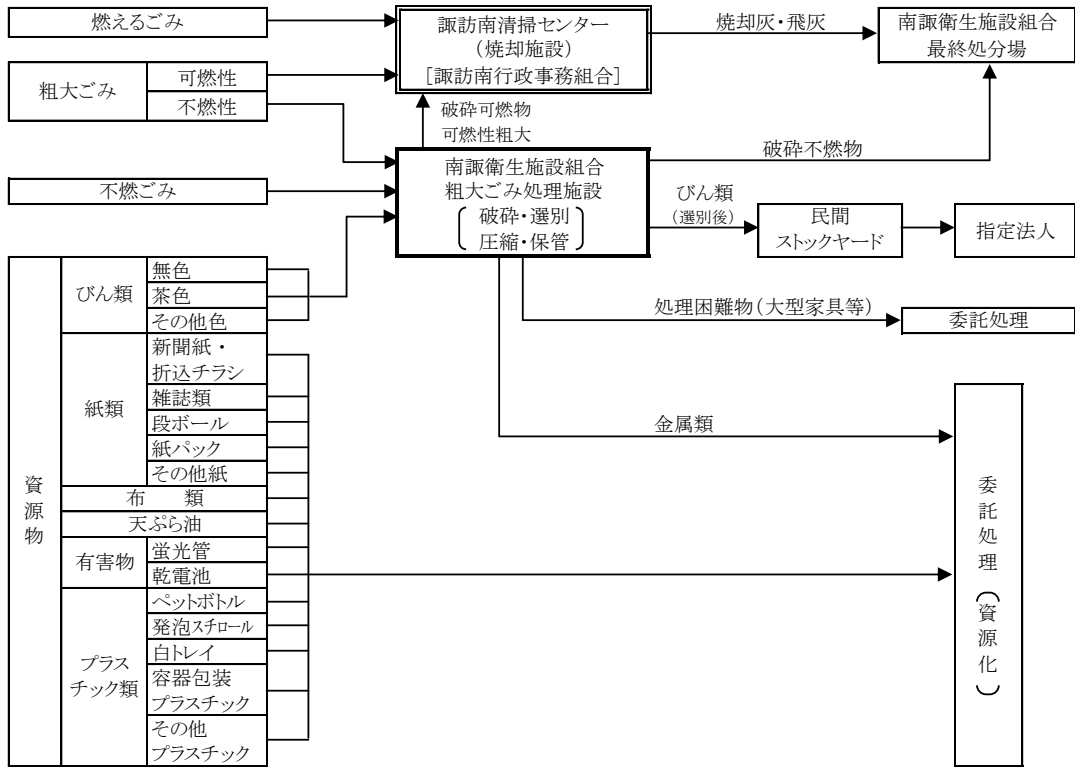 燃えるごみ
粗大ごみ
可燃性
不燃性
不燃ごみ
諏訪南清掃センター
(焼却施設)
[諏訪南行政事務組合]
焼却灰・飛灰
南諏衛生施設組合
最終処分場
破砕可燃物
可燃性粗大
南諏衛生施設組合
粗大ごみ処理施設
破砕・選別
圧縮・保管
破砕不燃物
びん類
(選別後)
民間
ストックヤード
指定法人
処理困難物(大型家具等)
委託処理
金属類
委託処理(資源化)
資源物
びん類
無色
茶色
その他色
紙類
新聞紙・
折込チラシ
雑誌類
段ボール
紙パック
その他紙
布 類
天ぷら油
有害物
蛍光管
乾電池
プラス
チック類
ペットボトル
発泡スチロール
白トレイ
容器包装
プラスチック
その他
プラスチック